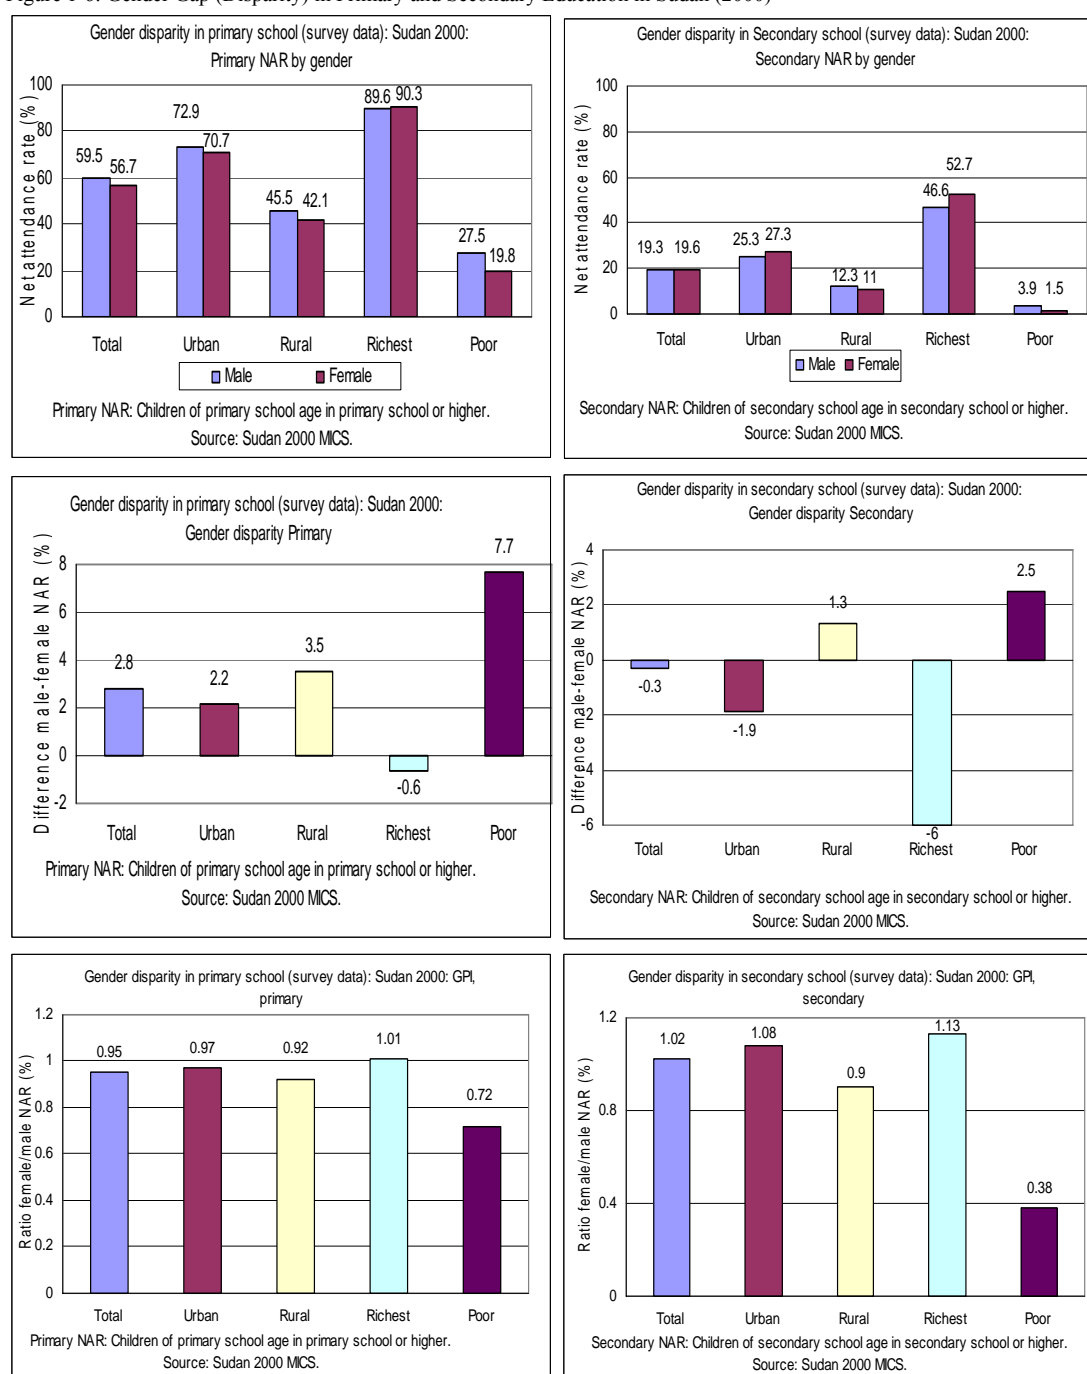 Figure 1-6: Gender Gap (Disparity) in Primary and Secondary Education in Sudan (2000)
Gender disparity in primary school (survey data): Sudan 2000:
Primary NAR by gender
Net attendance rate (%)
100
80
60
40
20
0
59.5
56.7
72.9
70.7
45.5
42.1
89.6
90.3
27.5
19.8
Total
Urban
Rural
Richest
Poor
Male
Female
Primary NAR: Children of primary school age in primary school or higher.
Source: Sudan 2000 MICS.
Gender disparity in Secondary school (survey data): Sudan 2000:
Secondary NAR by gender
Net attendance rate (%)
100
80
60
40
20
0
19.3
19.6
25.3
27.3
12.3
11
46.6
52.7
3.9
1.5
Total
Urban
Rural
Richest
Poor
Male
Female
Secondary NAR: Children of secondary school age in secondary school or higher.
Source: Sudan 2000 MICS.
Gender disparity in primary school (survey data): Sudan 2000:
Gender disparity Primary
Difference male-female NAR (%)
8
6
4
2
0
-2
2.8
2.2
3.5
-0.6
7.7
Total
Urban
Rural
Richest
Poor
Primary NAR: Children of primary school age in primary school or higher.
Source: Sudan 2000 MICS.
Gender disparity in secondary school (survey data): Sudan 2000:
Gender disparity Secondary
Difference male-female NAR (%)
4
2
0
-2
-4
-6
-0.3
-1.9
1.3
-6
2.5
Total
Urban
Rural
Richest
Poor
Secondary NAR: Children of secondary school age in secondary school or higher.
Source: Sudan 2000 MICS.
Gender disparity in primary school (survey data): Sudan 2000: GPI,
primary
Ratio female/male NAR (%)
1.2
1
0.8
0.6
0.4
0.2
0
0.95
0.97
0.92
1.01
0.72
Total
Urban
Rural
Richest
Poor
Primary NAR: Children of primary school age in primary school or higher.
Source: Sudan 2000 MICS.
Gender disparity in secondary school (survey data): Sudan 2000: GPI,
secondary
Ratio female/male NAR (%)
1.2
0.8
0.4
0
1.02
1.08
0.9
1.13
0.38
Total
Urban
Rural
Richest
Poor
Secondary NAR: Children of secondary school age in secondary school or higher.
Source: Sudan 2000 MICS.